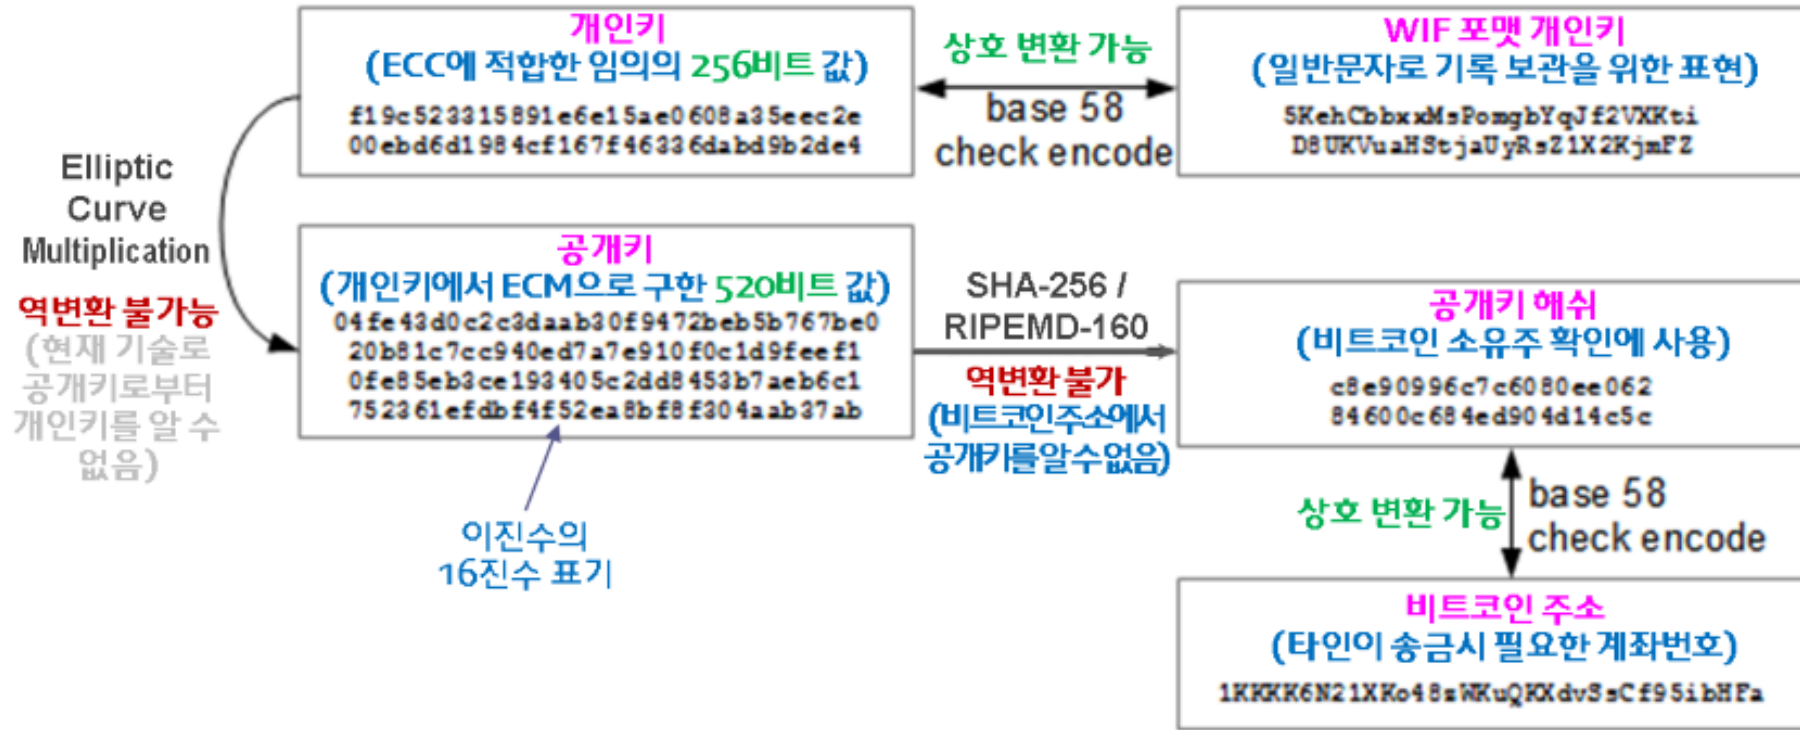 개인키
(ECC에 적합한 임의의 256비트 값)
f19c523315891e6e15ae0608a35eec2e
00ebd6d1984cf167f46336dabd9b2de4
상호 변환 가능
base 58
check encode
WIF 포맷 개인키
(일반문자로 기록 보관을 위한 표현)
5KehCbbxxMsPomgbYqJf2VXKti
D8UKVuaHStjaUyRsZ1X2KjmFZ
Elliptic
Curve
Multiplication
역변환 불가능
(현재 기술로
공개키로부터
개인키를 알 수
없음)
공개키
(개인키에서 ECM으로 구한 520비트 값)
04fe43d0c2c3daab30f9472beb5b767be0
20b81c7cc940ed7a7e910f0c1d9feef1
0fe85eb3ce193405c2dd8453b7aeb6c1
752361efdbf4f52ea8bf8f304aab37ab
이진수의
16진수 표기
SHA-256 /
RIPEMD-160
역변환 불가
(비트코인주소에서
공개키를알수없음)
공개키 해쉬
(비트코인 소유주 확인에 사용)
c8e90996c7c6080ee062
84600c684ed904d14c5c
상호 변환 가능
base 58
check encode
비트코인 주소
(타인이 송금시 필요한 계좌번호)
1KKKK6N21XKo48zWKuQKXdvSsCf95ibHFa